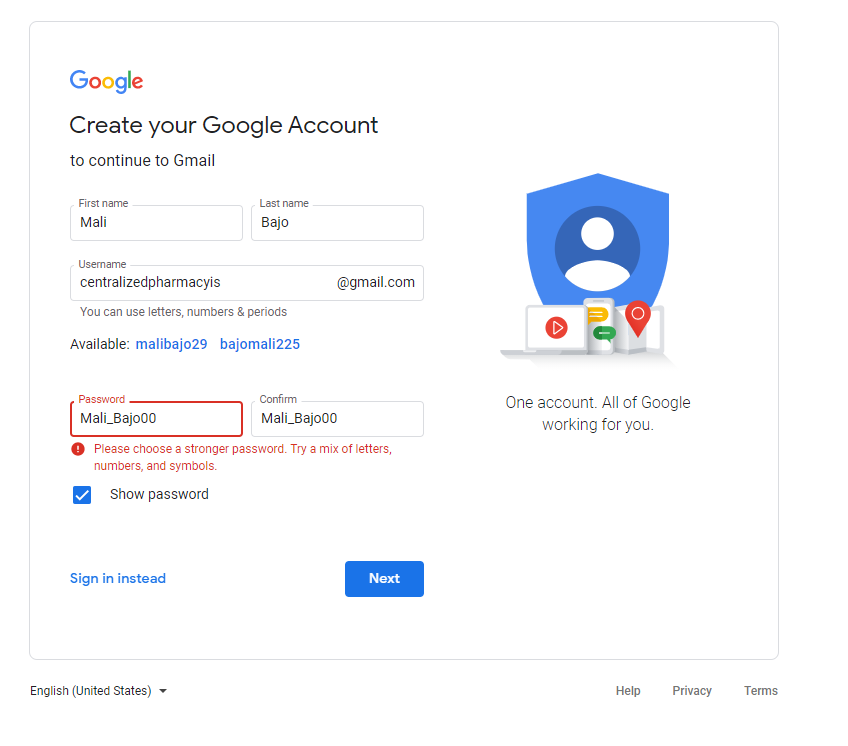 Google
Create your Google Account
to continue to Gmail
First name
Mali
Last name
Bajo
Username
centralizedpharmacyis @gmail.com
You can use letters, numbers & periods
Available: malibajo29 bajomali225
Password
Mali_Bajo00
Confirm
Mali_Bajo00
Please choose a stronger password. Try a mix of letters,
numbers, and symbols.
Show password
Sign in instead
Next
One account. All of Google
working for you.
English (United States)
Help Privacy Terms